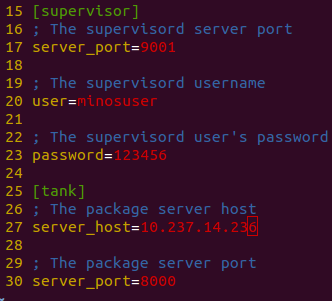 15 [supervisor]
16 ; The supervisord server port
17 server_port=9001
18
19 ; The supervisord username
20 user=minosuser
21
22 ; The supervisord user's password
23 password=123456
24
25 [tank]
26 ; The package server host
27 server_host=10.237.14.236
28
29 ; The package server port
30 server_port=8000